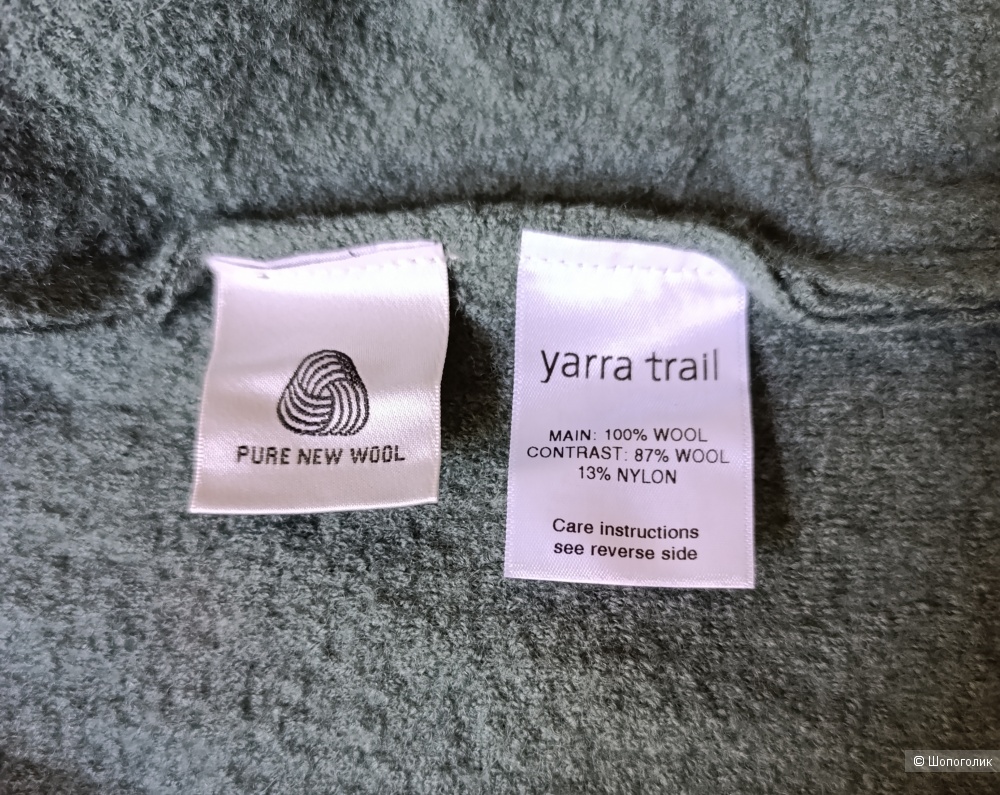 PURE NEW WOOL
yarra trail
MAIN: 100% WOOL
CONTRAST: 87% WOOL
13% NYLON
Care instructions
see reverse side
© Шопоголик